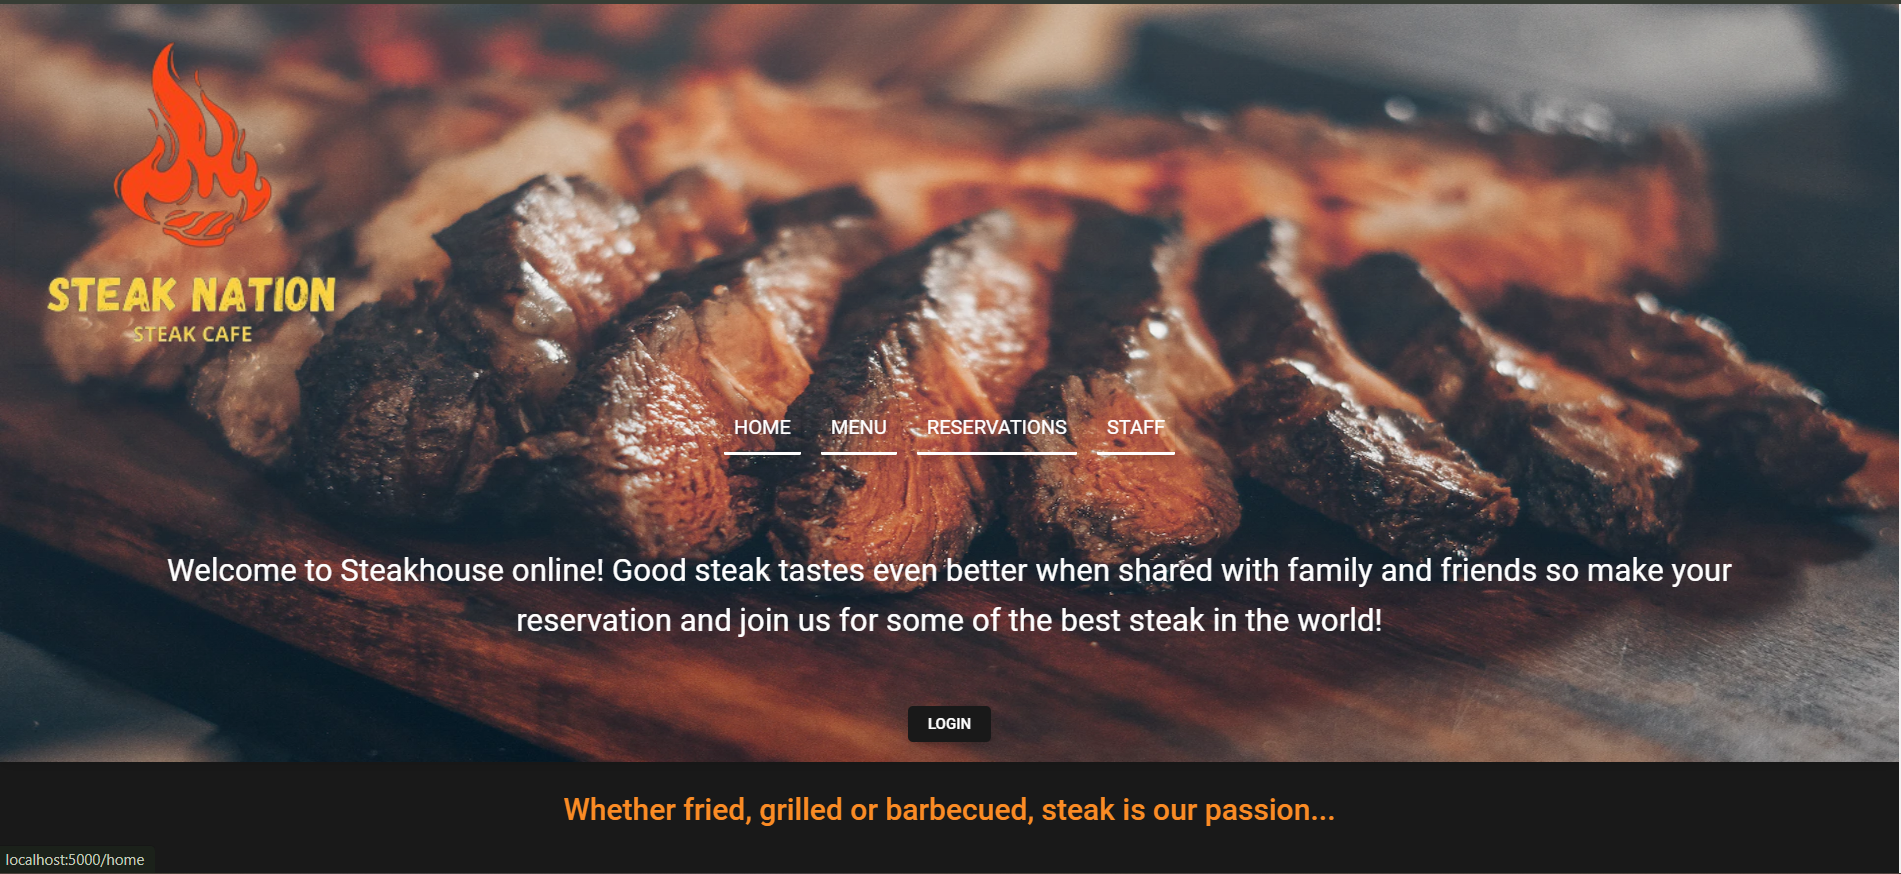 STEAK NATION
STEAK CAFE
HOME MENU RESERVATIONS STAFF
Welcome to Steakhouse online! Good steak tastes even better when shared with family and friends so make your
reservation and join us for some of the best steak in the world!
LOGIN
Whether fried, grilled or barbecued, steak is our passion...
localhost:5000/home